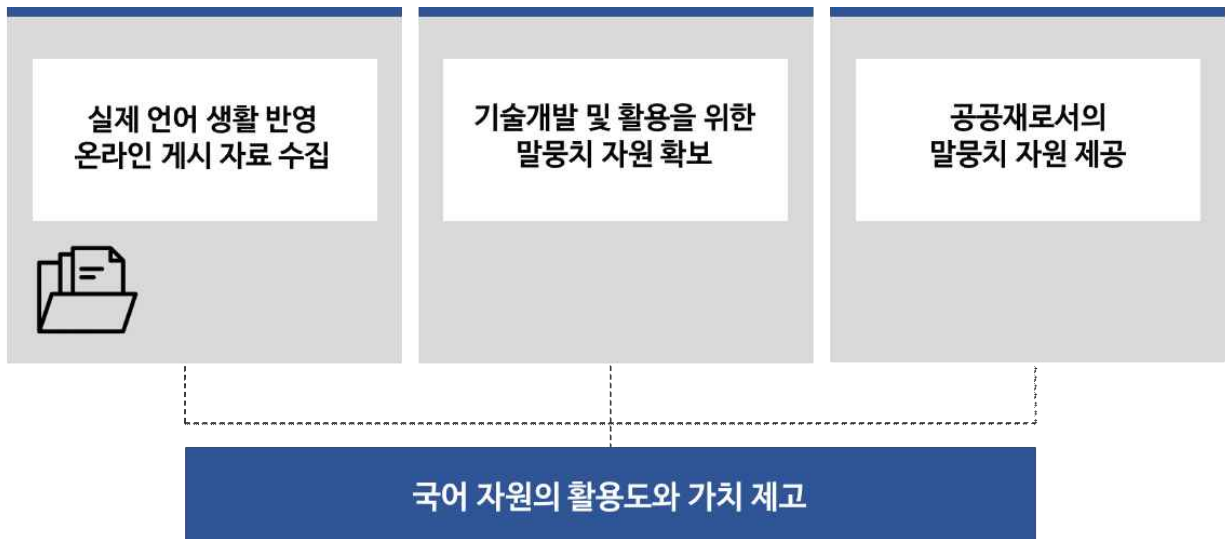 실제 언어 생활 반영
온라인 게시 자료 수집
기술개발 및 활용을 위한
말뭉치 자원 확보
공공재로서의
말뭉치 자원 제공
국어 자원의 활용도와 가치 제고